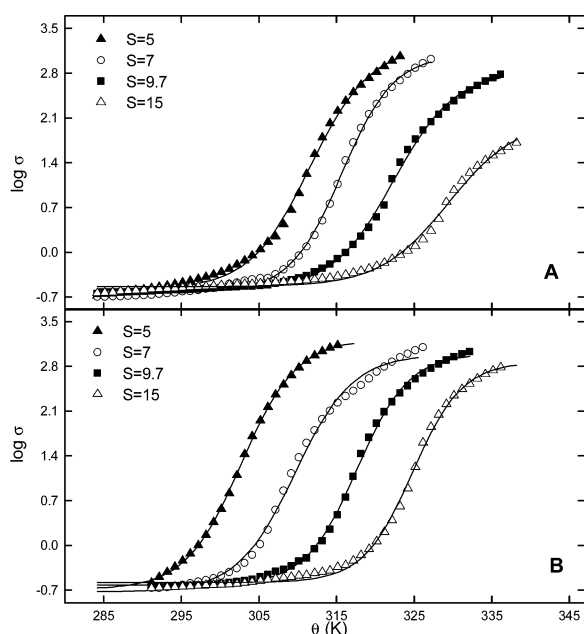 3.5
2.8
2.1
1.4
0.7
0.0
-0.7
log σ
S=5
S=7
S=9.7
S=15
A
3.5
2.8
2.1
1.4
0.7
0.0
-0.7
log σ
S=5
S=7
S=9.7
S=15
B
285 295 305 315 325 335 345
θ (K)